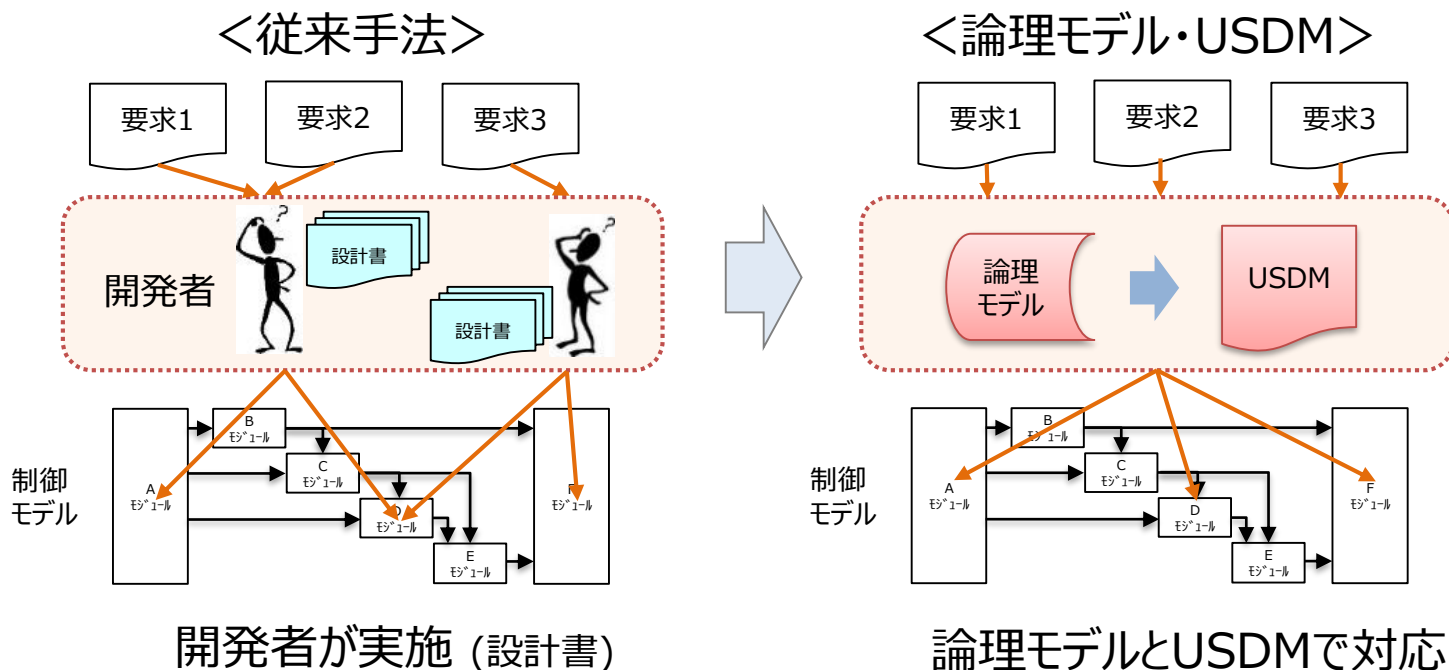 ＜従来手法＞
要求1
要求2
要求3
?
?
開発者
設計書
設計書
制御
モデル
A
ﾓｼﾞｭｰﾙ
B
ﾓｼﾞｭｰﾙ
C
ﾓｼﾞｭｰﾙ
D
ﾓｼﾞｭｰﾙ
E
ﾓｼﾞｭｰﾙ
F
ﾓｼﾞｭｰﾙ
開発者が実施（設計書）
＜論理モデル・USDM＞
要求1
要求2
要求3
論理
モデル
USDM
制御
モデル
A
ﾓｼﾞｭｰﾙ
B
ﾓｼﾞｭｰﾙ
C
ﾓｼﾞｭｰﾙ
D
ﾓｼﾞｭｰﾙ
E
ﾓｼﾞｭｰﾙ
F
ﾓｼﾞｭｰﾙ
論理モデルとUSDMで対応